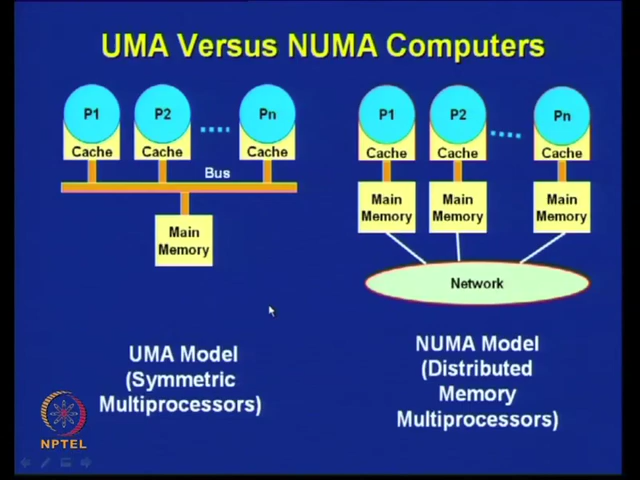 UMA Versus NUMA Computers
P1
P2
Pn
Cache
Cache
Cache
Bus
Main
Memory
UMA Model
(Symmetric
Multiprocessors)
P1
P2
Pn
Cache
Cache
Cache
Main
Memory
Main
Memory
Main
Memory
Network
NUMA Model
(Distributed
Memory
Multiprocessors)
NPTEL